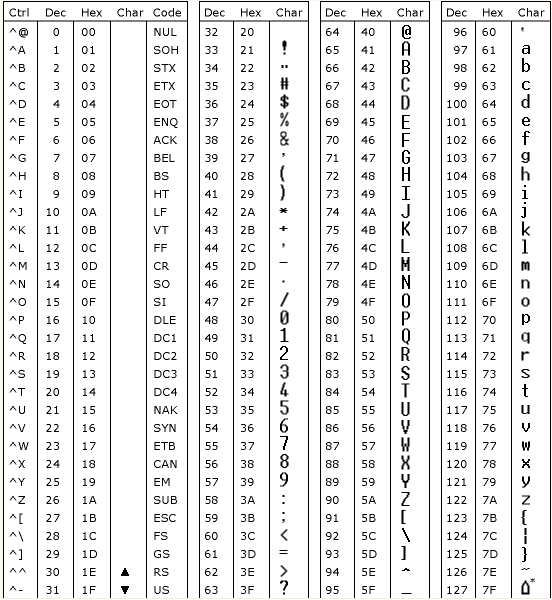 Ctrl Dec Hex Char Code Dec Hex Char Dec Hex Char Dec Hex Char
^@ 0 00 NUL 32 20 64 40 @ 96 60 `
^A 1 01 SOH 33 21 ! 65 41 A 97 61 a
^B 2 02 STX 34 22 " 66 42 B 98 62 b
^C 3 03 ETX 35 23 # 67 43 C 99 63 c
^D 4 04 EOT 36 24 $ 68 44 D 100 64 d
^E 5 05 ENQ 37 25 % 69 45 E 101 65 e
^F 6 06 ACK 38 26 & 70 46 F 102 66 f
^G 7 07 BEL 39 27 ' 71 47 G 103 67 g
^H 8 08 BS 40 28 ( 72 48 H 104 68 h
^I 9 09 HT 41 29 ) 73 49 I 105 69 i
^J 10 0A LF 42 2A * 74 4A J 106 6A j
^K 11 0B VT 43 2B + 75 4B K 107 6B k
^L 12 0C FF 44 2C , 76 4C L 108 6C l
^M 13 0D CR 45 2D - 77 4D M 109 6D m
^N 14 0E SO 46 2E . 78 4E N 110 6E n
^O 15 0F SI 47 2F / 79 4F O 111 6F o
^P 16 10 DLE 48 30 0 80 50 P 112 70 p
^Q 17 11 DC1 49 31 1 81 51 Q 113 71 q
^R 18 12 DC2 50 32 2 82 52 R 114 72 r
^S 19 13 DC3 51 33 3 83 53 S 115 73 s
^T 20 14 DC4 52 34 4 84 54 T 116 74 t
^U 21 15 NAK 53 35 5 85 55 U 117 75 u
^V 22 16 SYN 54 36 6 86 56 V 118 76 v
^W 23 17 ETB 55 37 7 87 57 W 119 77 w
^X 24 18 CAN 56 38 8 88 58 X 120 78 x
^Y 25 19 EM 57 39 9 89 59 Y 121 79 y
^Z 26 1A SUB 58 3A : 90 5A Z 122 7A z
^[ 27 1B ESC 59 3B ; 91 5B [ 123 7B {
^\ 28 1C FS 60 3C < 92 5C \ 124 7C ¦
^] 29 1D GS 61 3D = 93 5D ] 125 7D }
^^ 30 1E ▲ RS 62 3E > 94 5E ^ 126 7E ~
^- 31 1F ▼ US 63 3F ? 95 5F _ 127 7F ⌂*